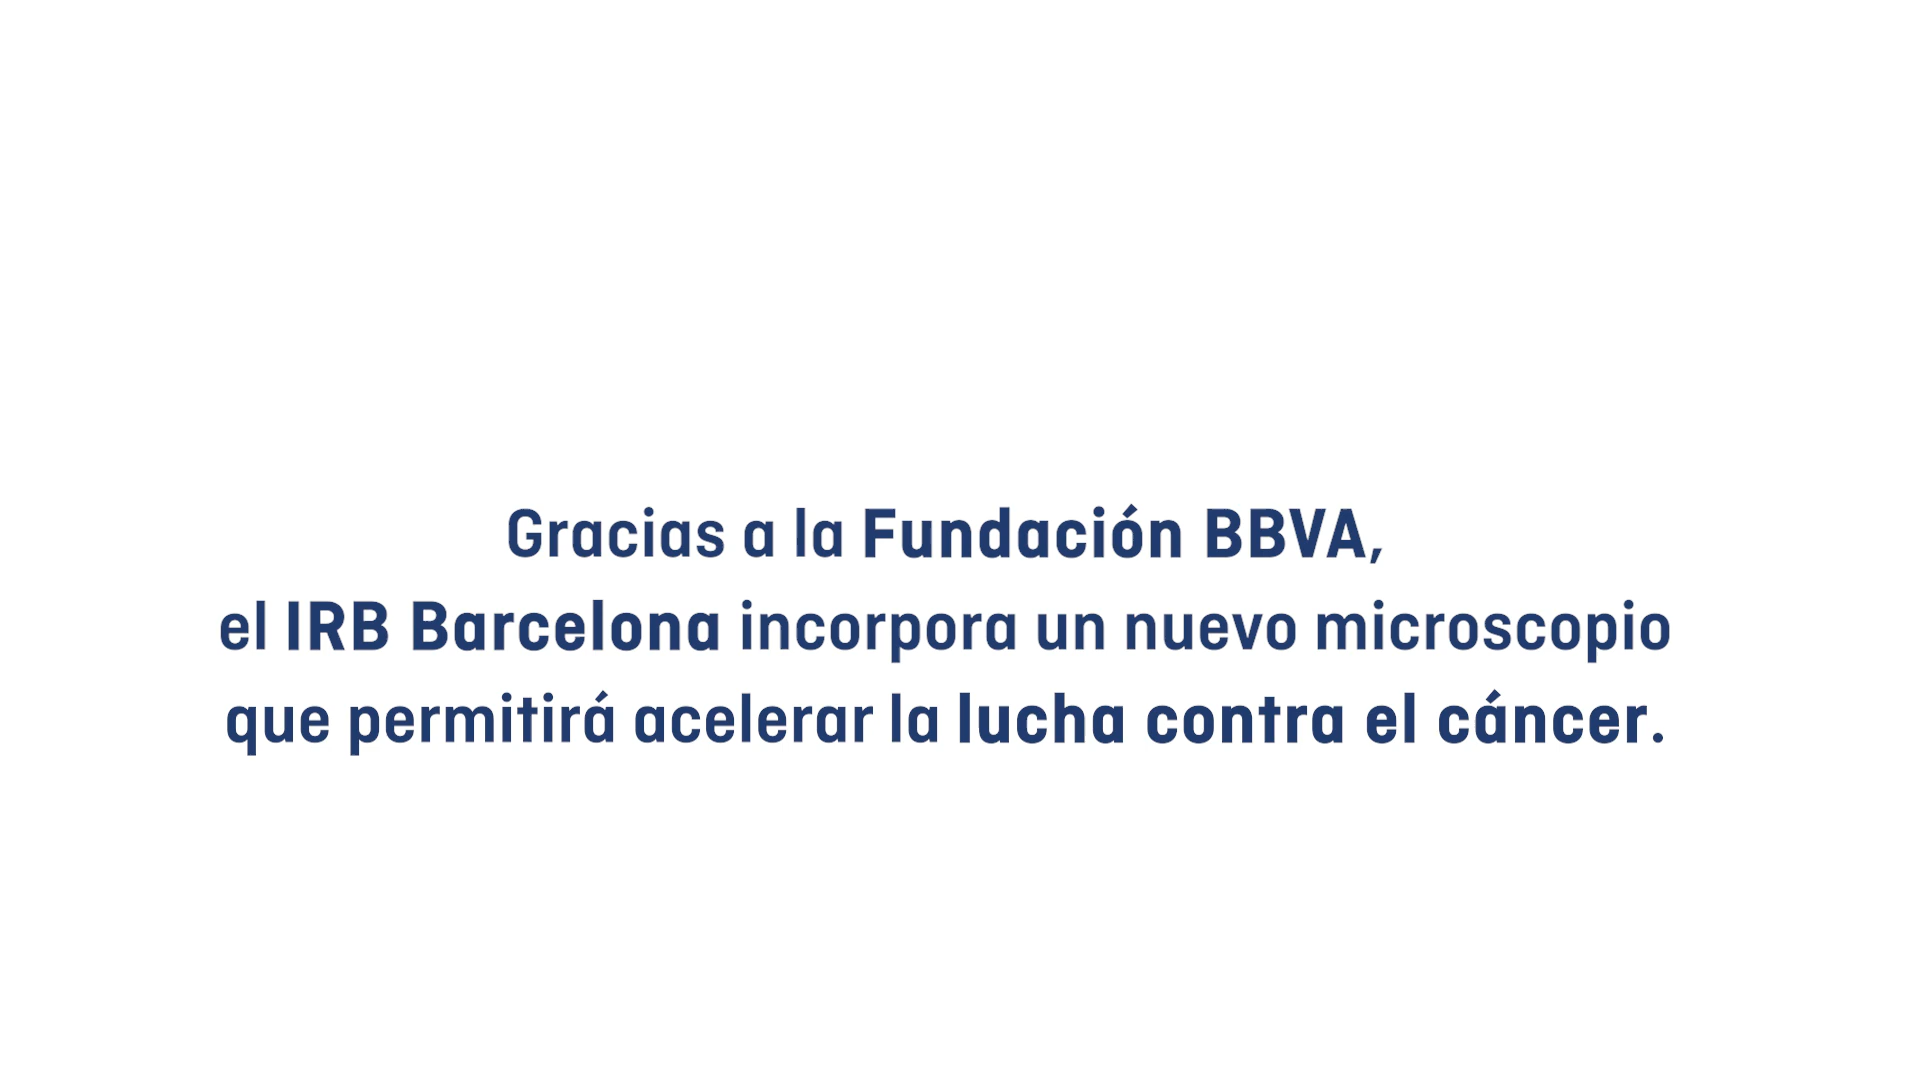 Gracias a la Fundación BBVA,
el IRB Barcelona incorpora un nuevo microscopio
que permitirá acelerar la lucha contra el cáncer.